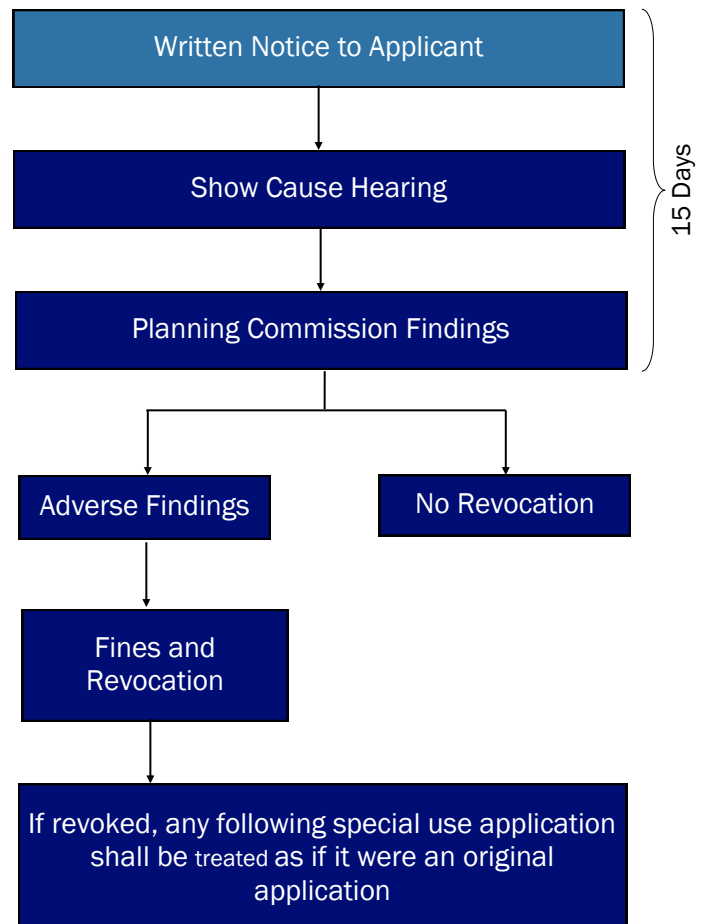 Written Notice to Applicant
15 Days
Show Cause Hearing
Planning Commission Findings
Adverse Findings
No Revocation
Fines and
Revocation
If revoked, any following special use application
shall be treated as if it were an original
application